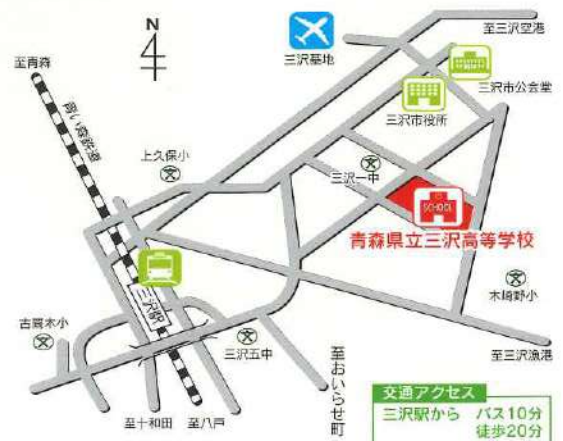 N
至三沢空港
三沢墓地
三沢市公会堂
至青森
三沢市役所
青い森鉄道
上久保小
三沢一中
SCHOOL
青森県立三沢高等学校
木崎野小
三沢駅
古間木小
三沢五中
至三沢漁港
至おいらせ町
至十和田
至八戸
交通アクセス
三沢駅から バス10分
徒歩20分